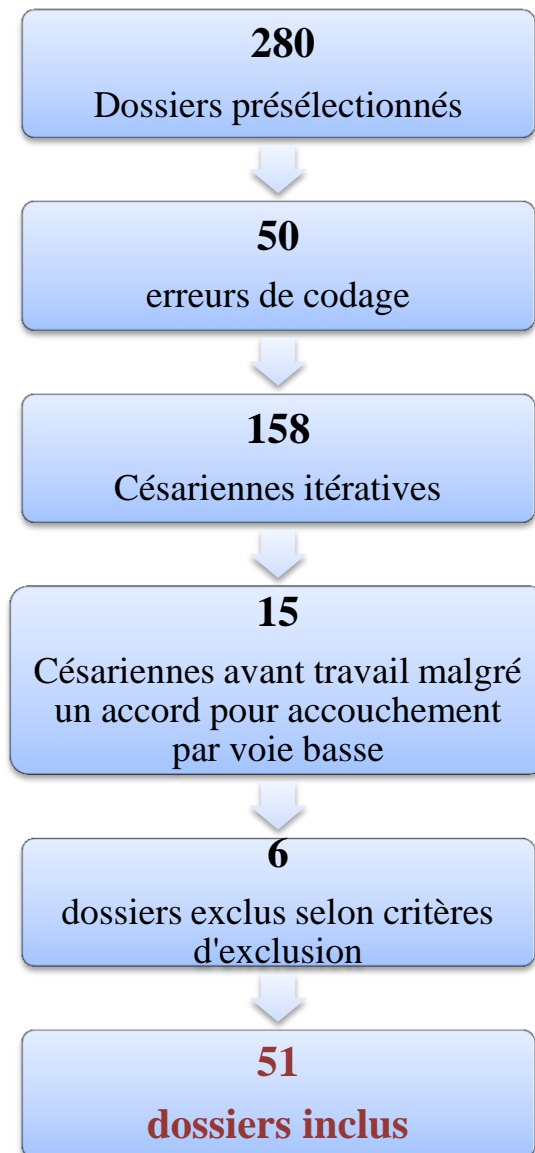 280
Dossiers présélectionnés
50
erreurs de codage
158
Césariennes itératives
15
Césariennes avant travail malgré
un accord pour accouchement
par voie basse
6
dossiers exclus selon critères
d'exclusion
51
dossiers inclus